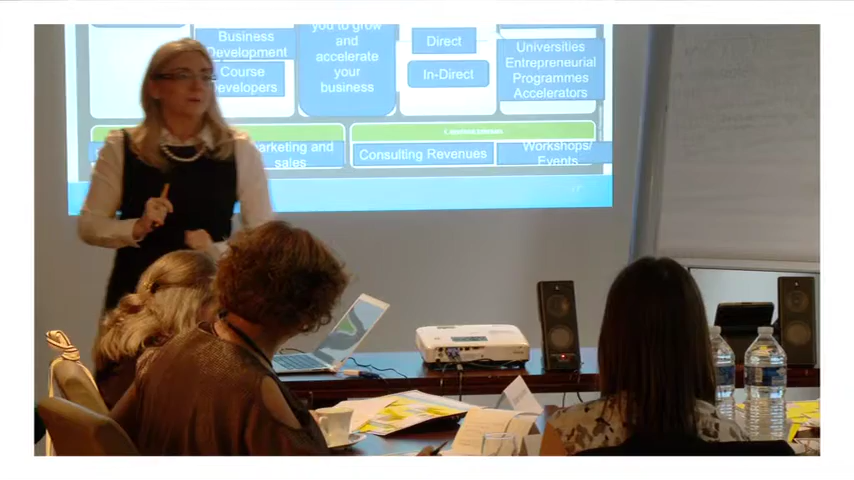 Business
Development
Course
Developers
you to grow
and
accelerate
your
business
Direct
In-Direct
Universities
Entrepreneurial
Programmes
Accelerators
marketing and
sales
Consulting Revenues
Workshops/
Events